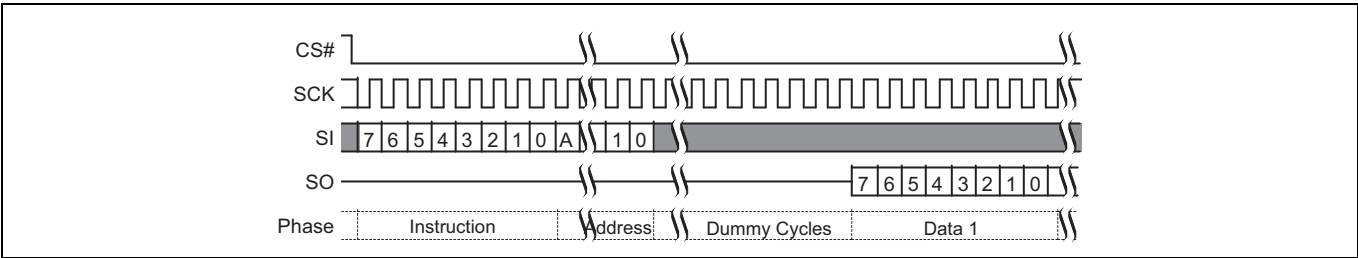 CS#
SCK
SI 7 6 5 4 3 2 1 0 A 1 0
SO 7 6 5 4 3 2 1 0
Phase Instruction Address Dummy Cycles Data 1